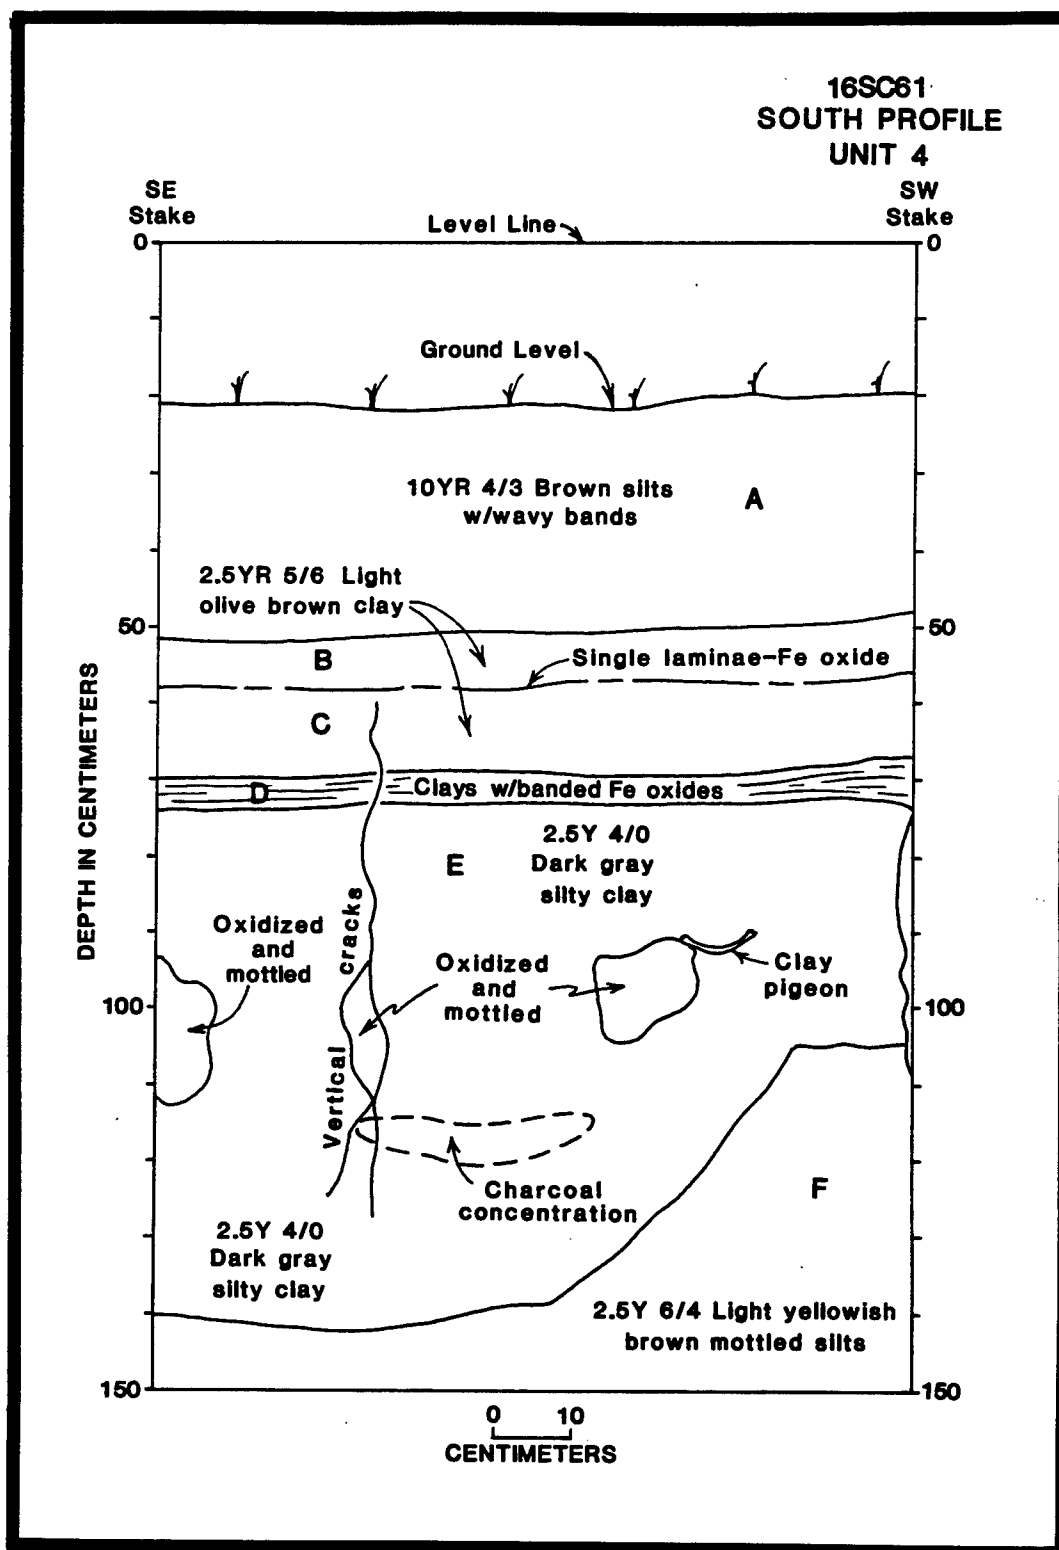 16SC61
SOUTH PROFILE
UNIT 4
SE
Stake
SW
Stake
Level Line
0
0
Ground Level
10YR 4/3 Brown silts
w/wavy bands
A
2.5YR 5/6 Light
olive brown clay
50
50
B
Single laminae-Fe oxide
C
D
Clays w/banded Fe oxides
2.5Y 4/0
Dark gray
silty clay
E
DEPTH IN CENTIMETERS
Oxidized
and
mottled
Vertical cracks
Oxidized
and
mottled
Clay
pigeon
100
100
Charcoal
concentration
F
2.5Y 4/0
Dark gray
silty clay
2.5Y 6/4 Light yellowish
brown mottled silts
150
150
0 10
CENTIMETERS